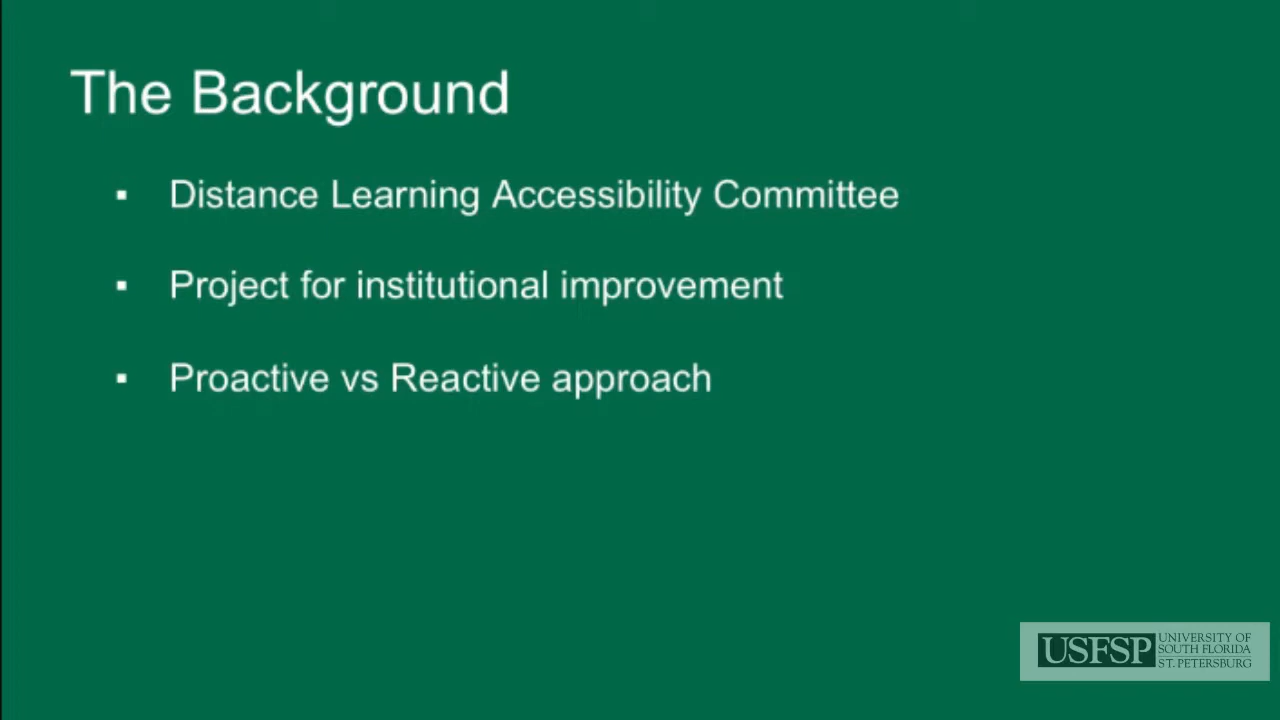 The Background
▪ Distance Learning Accessibility Committee
▪ Project for institutional improvement
▪ Proactive vs Reactive approach
USFSP
UNIVERSITY OF
SOUTH FLORIDA
ST. PETERSBURG